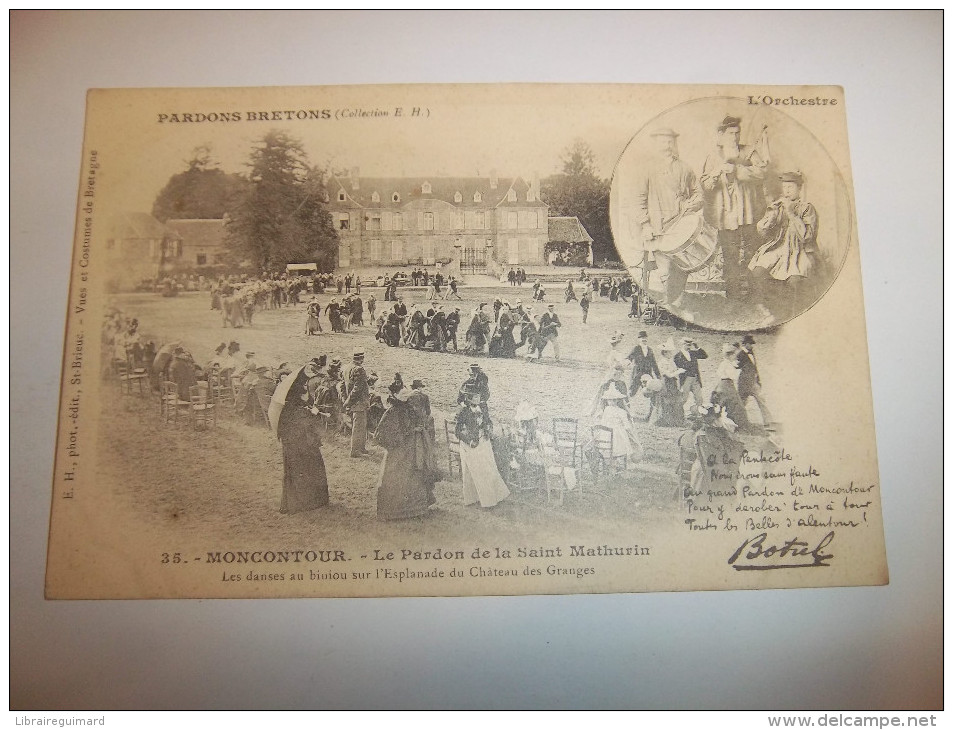 PARDONS BRETONS (Collection E. H.)
L'Orchestre
E. H., phot.-édit., St-Brieuc. - Vues et Costumes de Bretagne
A la Pentecôte
Nous irons sans faute
Au grand Pardon de Moncontour
Pour y dérober tour à tour
Toutes les Belles d'alentour!
Botrel
35. - MONCONTOUR. - Le Pardon de la Saint Mathurin
Les danses au biniou sur l'Esplanade du Château des Granges
Libraireguimard
http://www.delcampe.net